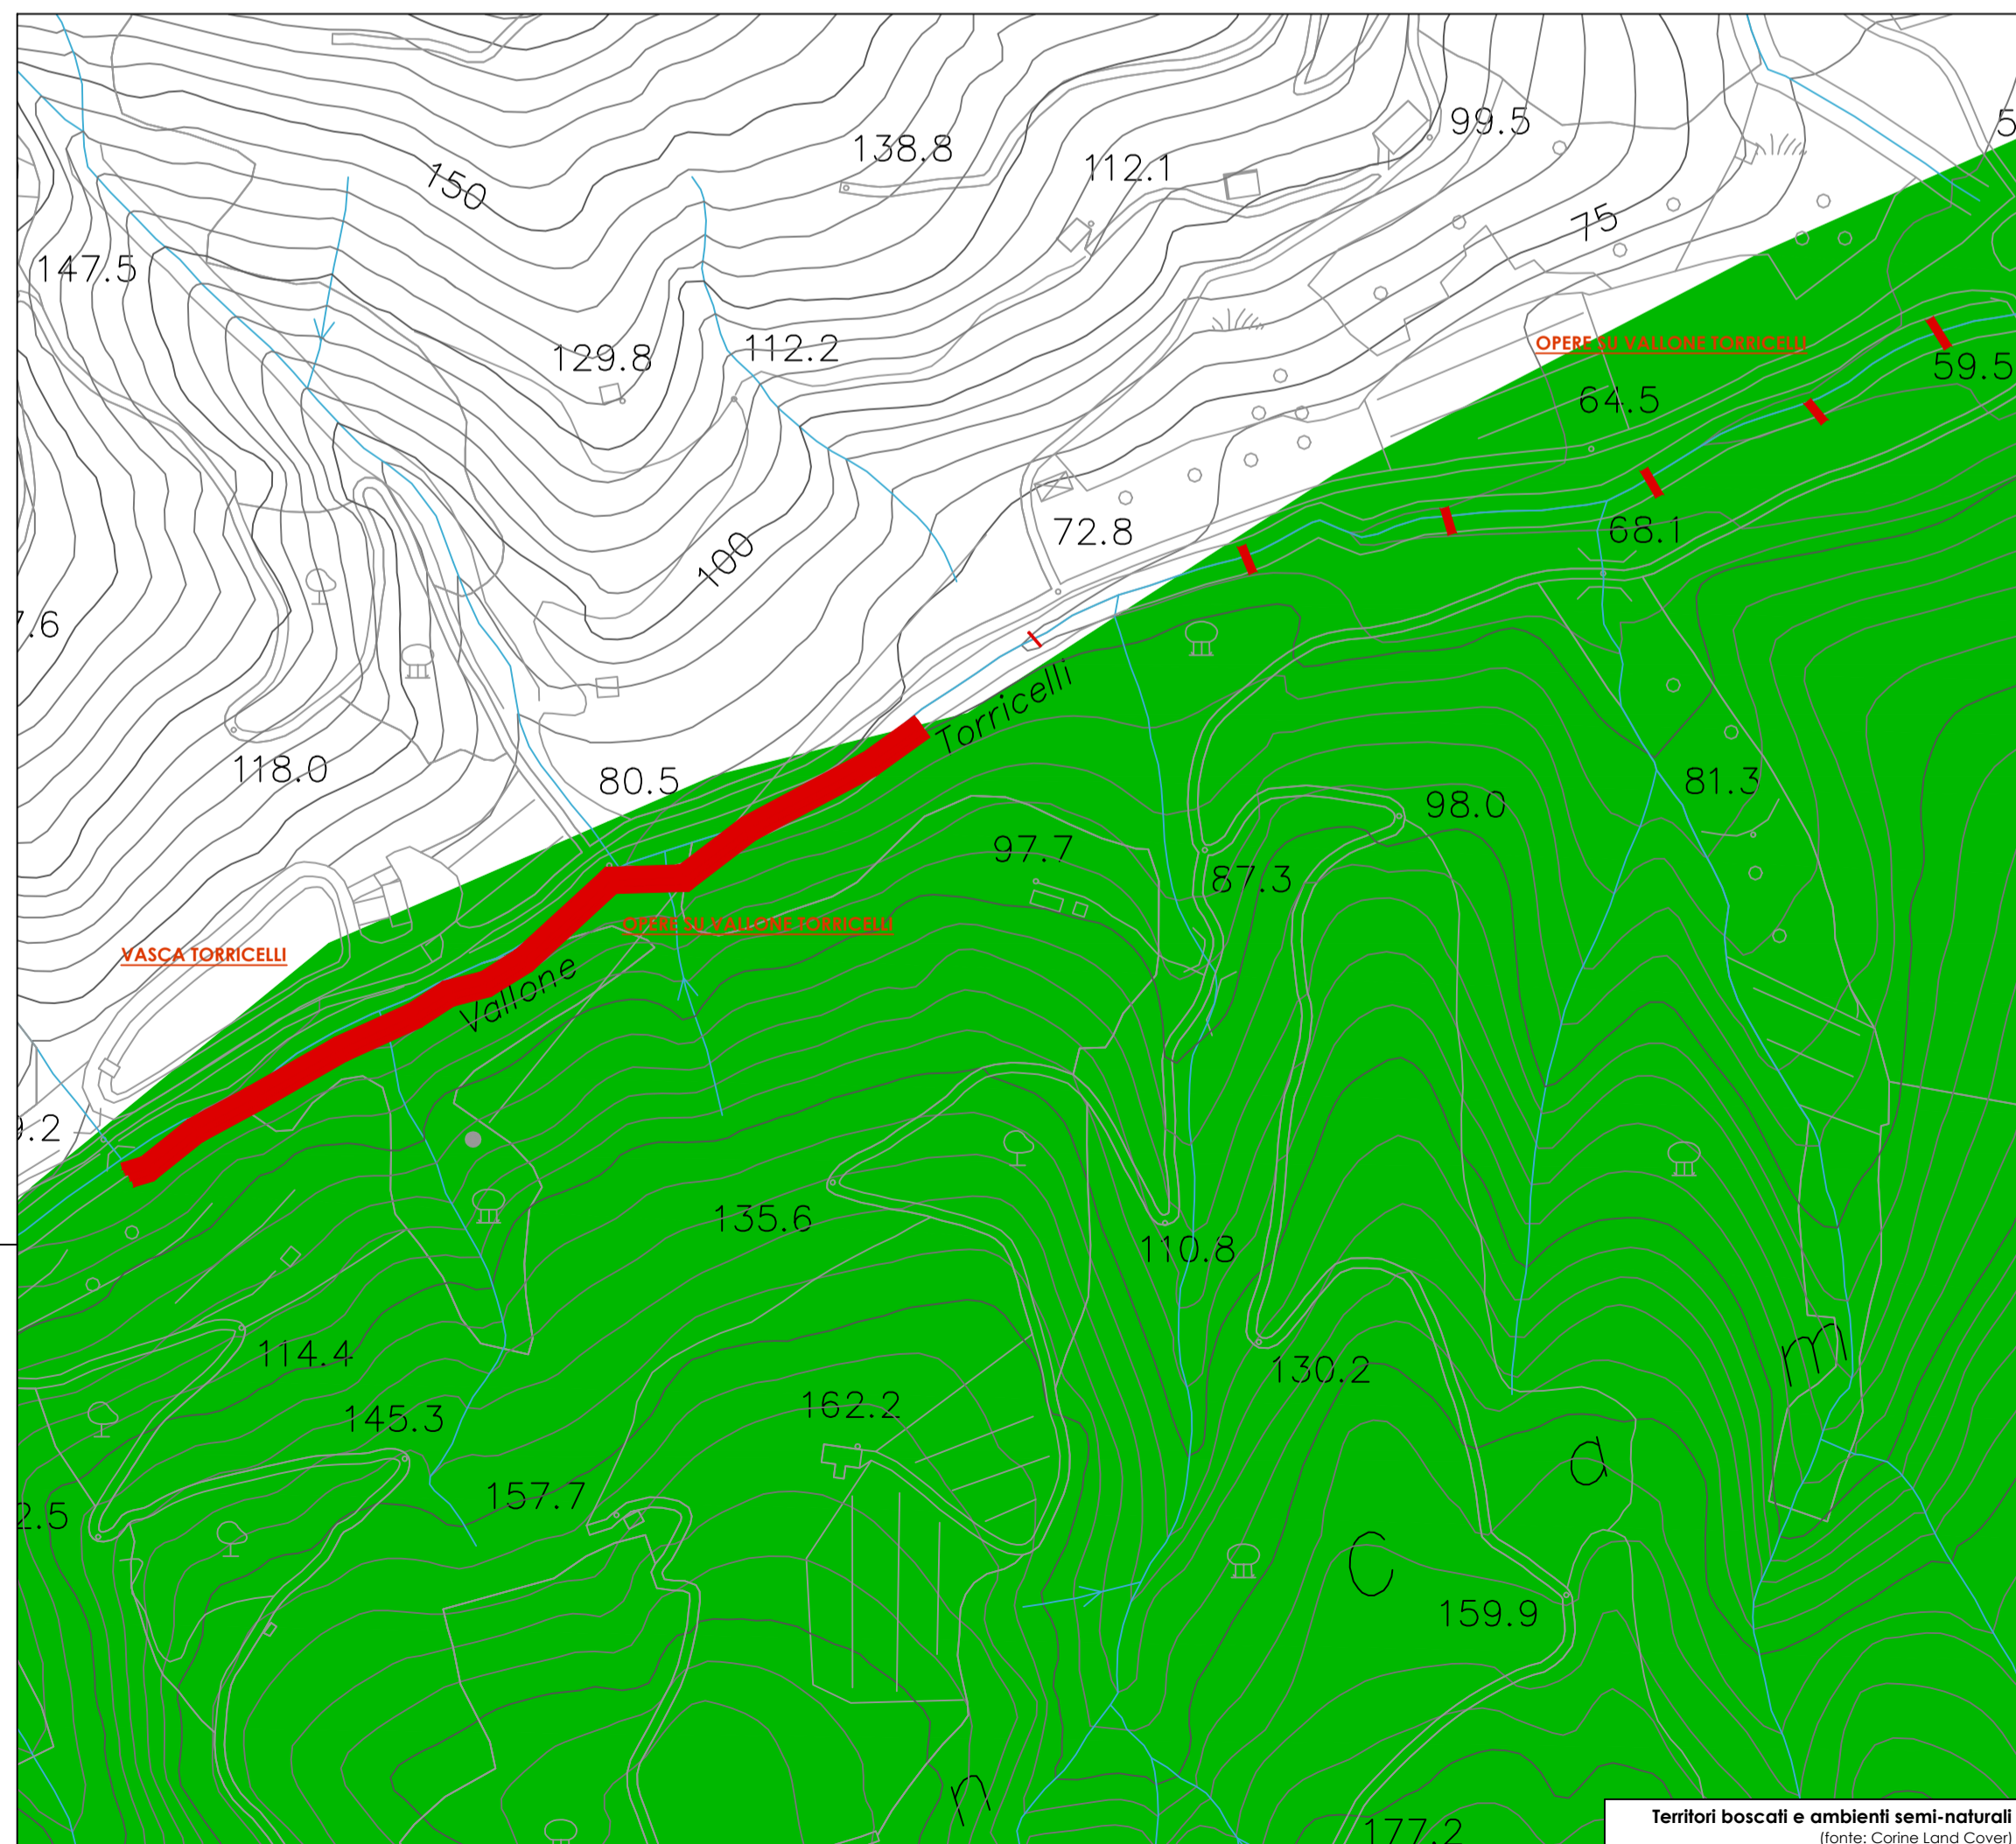 99.5
138.8
112.1
150
75
147.5
OPERE SU VALLONE TORRICELLI
129.8
112.2
59.5
64.5
72.8
68.1
100
Torricelli
118.0
80.5
81.3
98.0
97.7
87.3
OPERE SU VALLONE TORRICELLI
VASCA TORRICELLI
Vallone
135.6
110.8
114.4
130.2
m
162.2
145.3
a
157.7
C
159.9
n
177.2
Territori boscati e ambienti semi-naturali
(fonte: Corine Land Cover)